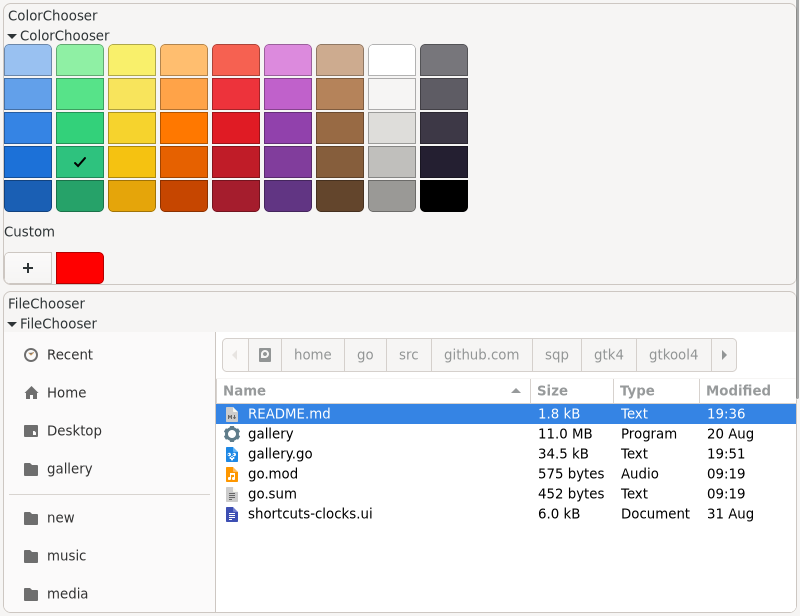 ColorChooser
ColorChooser
Custom
+
FileChooser
FileChooser
Recent
Home
Desktop
gallery
new
music
media
home go src github.com sqp gtk4 gtkool4
Name Size Type Modified
README.md 1.8 kB Text 19:36
gallery 11.0 MB Program 20 Aug
gallery.go 34.5 kB Text 19:51
go.mod 575 bytes Audio 09:19
go.sum 452 bytes Text 09:19
shortcuts-clocks.ui 6.0 kB Document 31 Aug